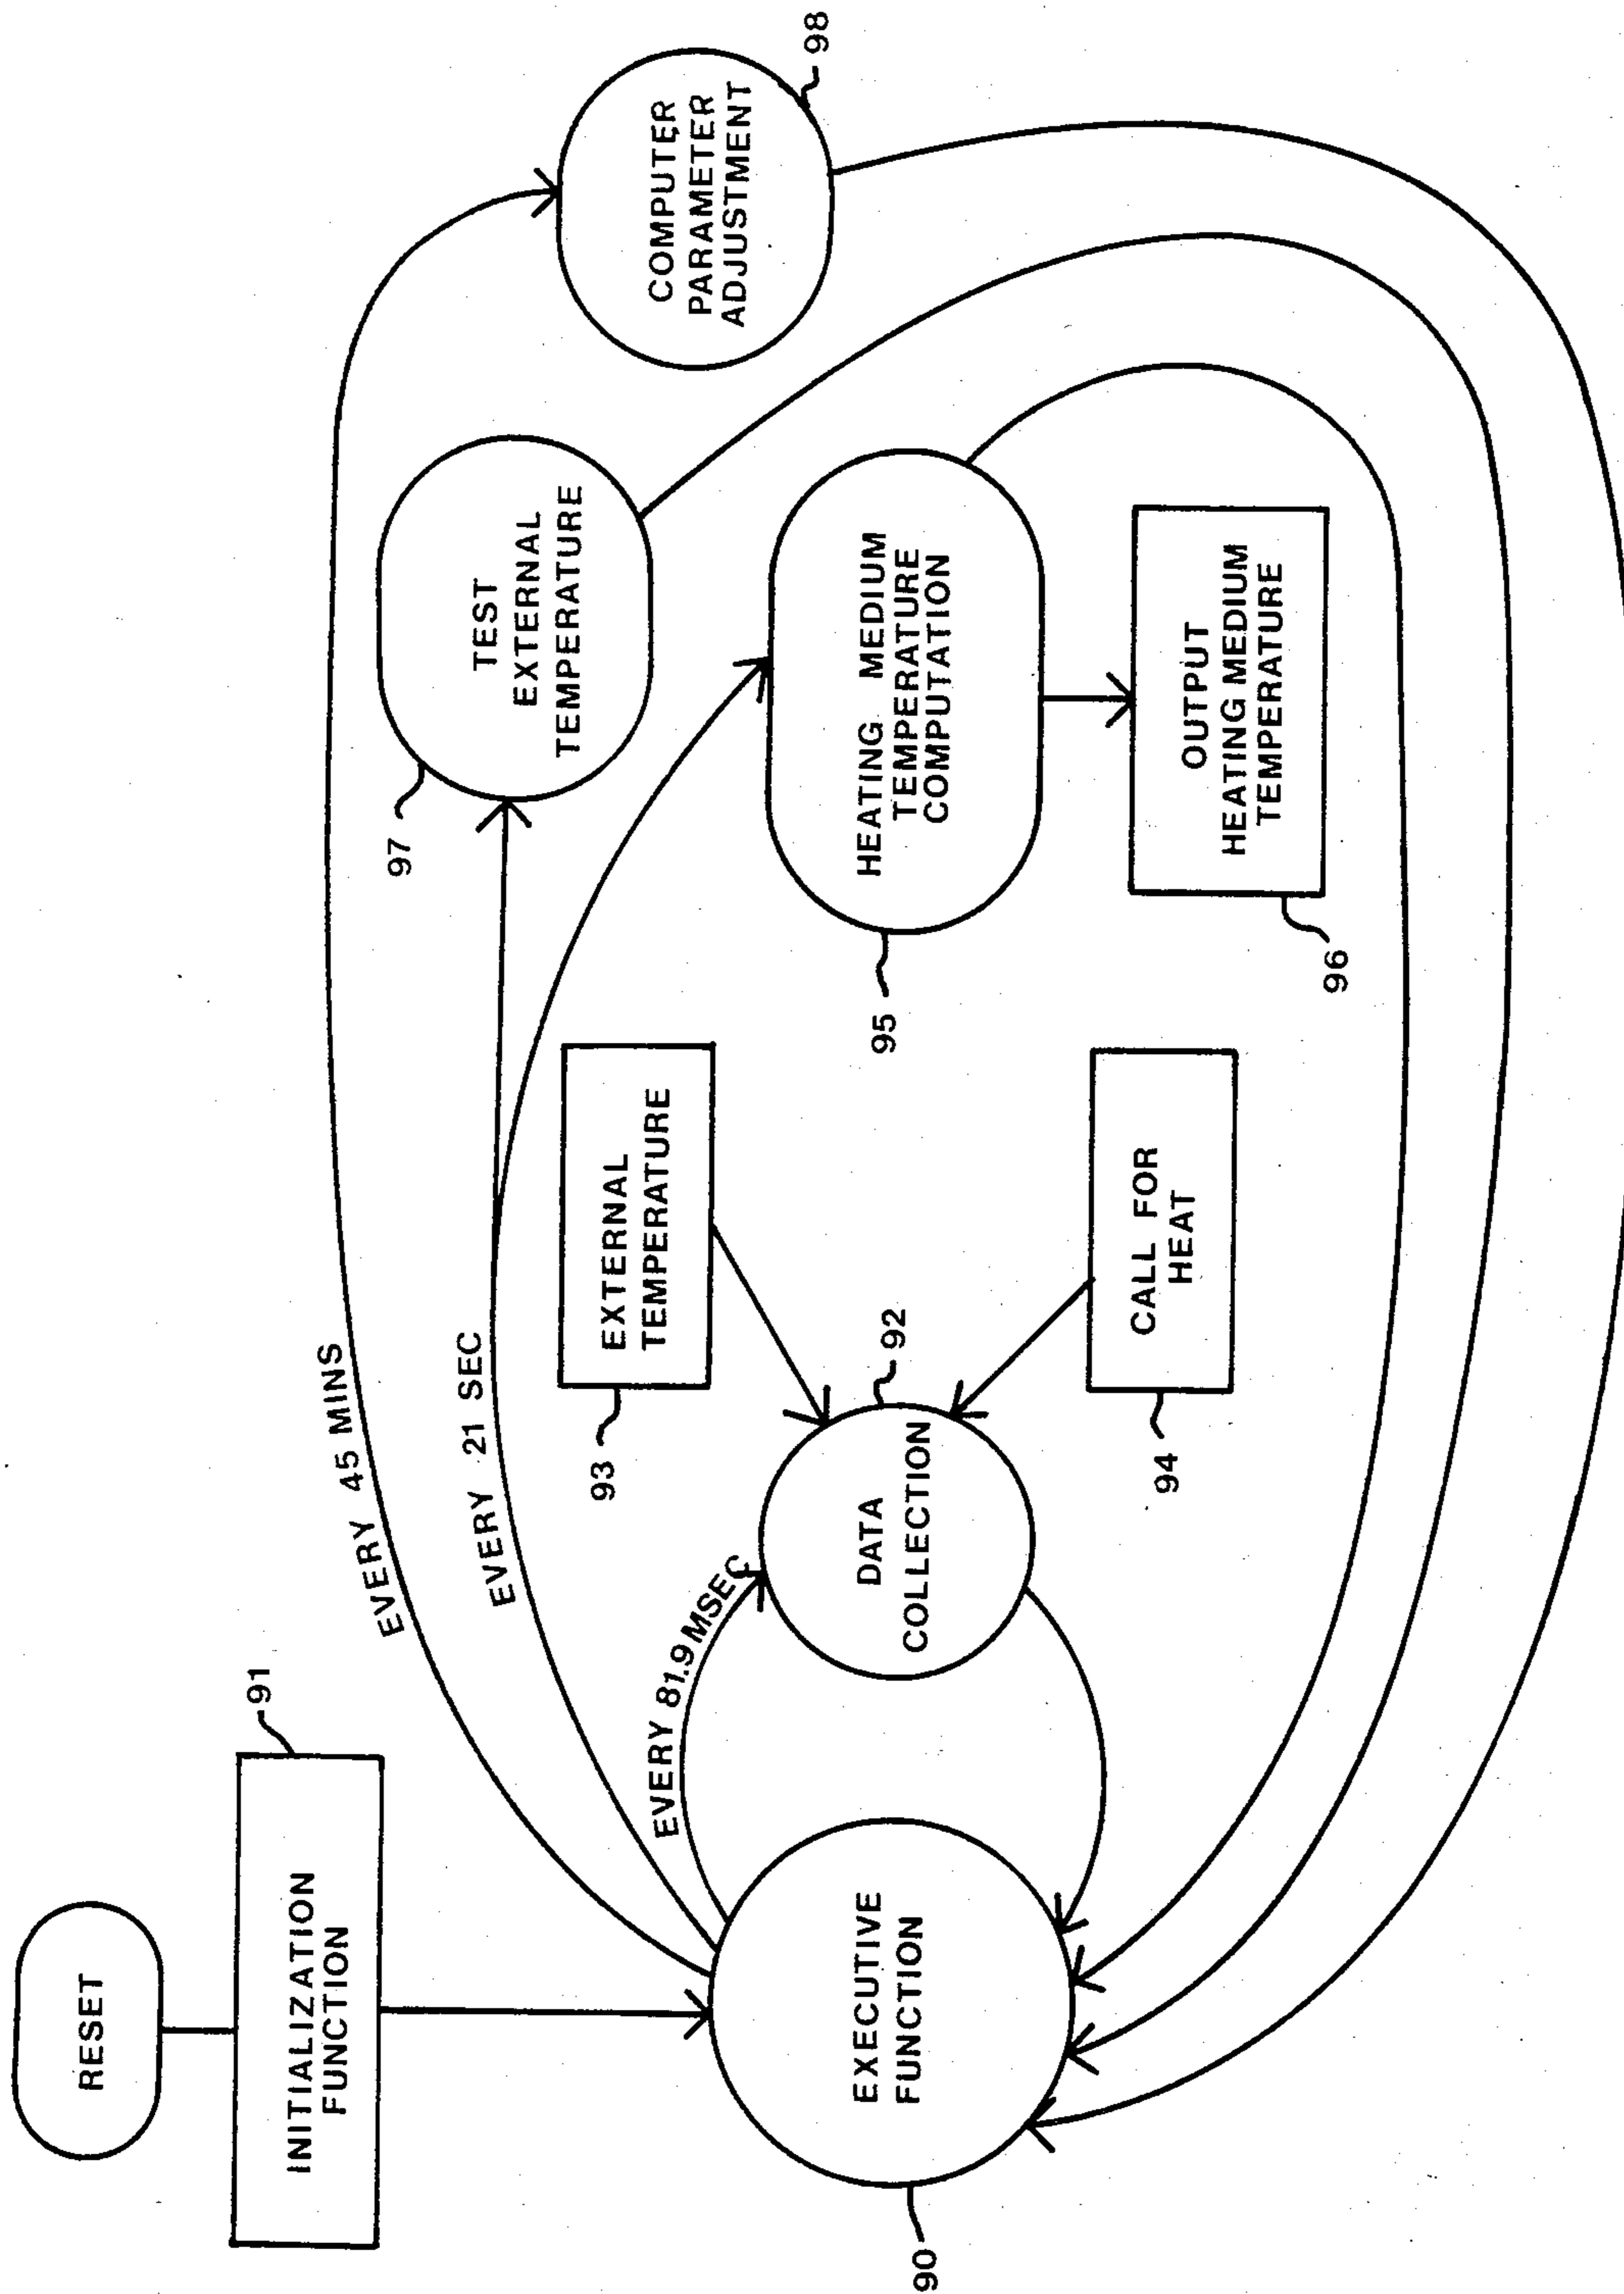 RESET
INITIALIZATION
FUNCTION
91
EVERY 45 MINS
EVERY 21 SEC
EVERY 81.9 MSEC
EXECUTIVE
FUNCTION
90
DATA
COLLECTION
92
EXTERNAL
TEMPERATURE
93
CALL FOR
HEAT
94
TEST
EXTERNAL
TEMPERATURE
97
HEATING MEDIUM
TEMPERATURE
COMPUTATION
95
OUTPUT
HEATING MEDIUM
TEMPERATURE
96
COMPUTER
PARAMETER
ADJUSTMENT
98